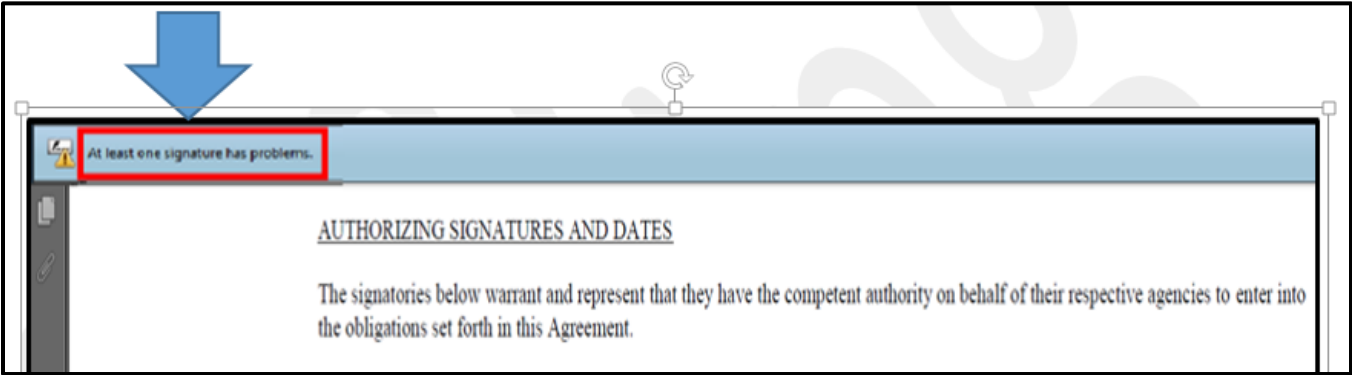 At least one signature has problems.
AUTHORIZING SIGNATURES AND DATES
The signatories below warrant and represent that they have the competent authority on behalf of their respective agencies to enter into
the obligations set forth in this Agreement.